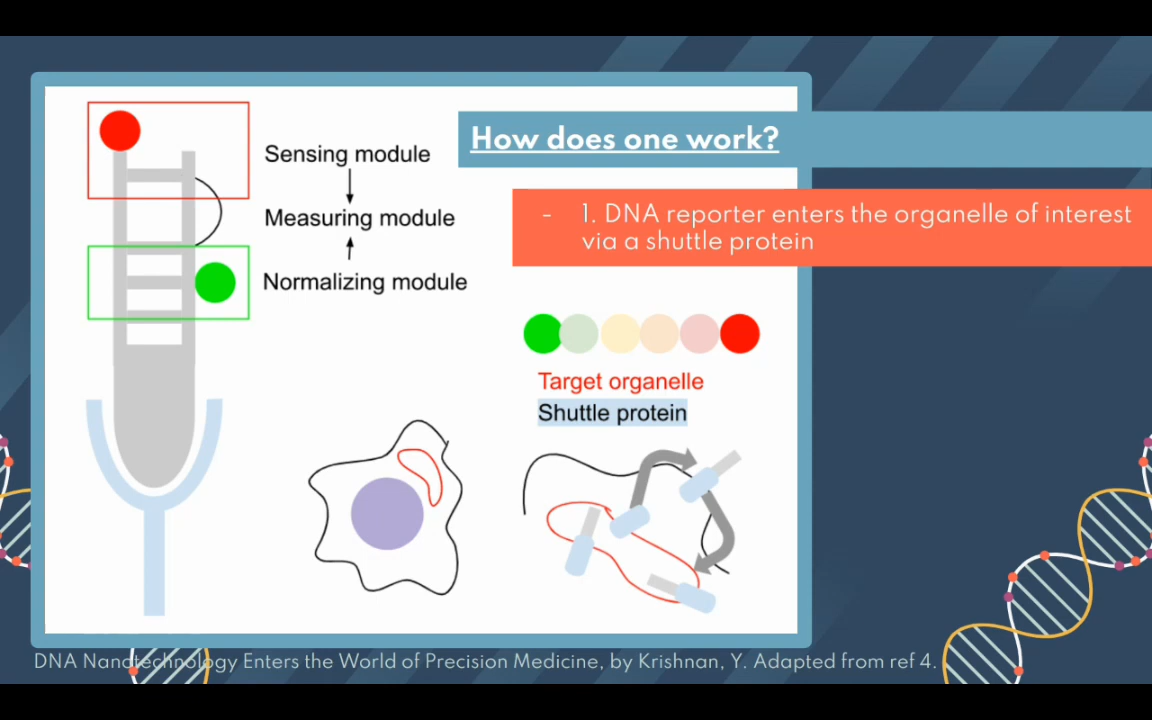 How does one work?
Sensing module
Measuring module
Normalizing module
- 1. DNA reporter enters the organelle of interest
via a shuttle protein
Target organelle
Shuttle protein
DNA Nanotechnology Enters the World of Precision Medicine, by Krishnan, Y. Adapted from ref 4.